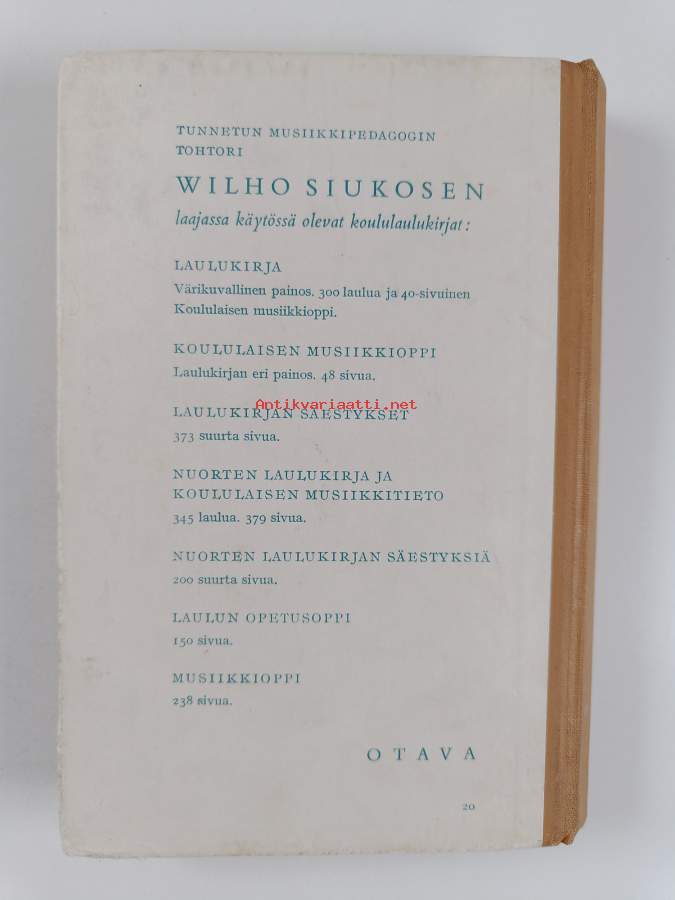 TUNNETUN MUSIIKKIPEDAGOGIN
TOHTORI
WILHO SIUKOSEN
laajassa käytössä olevat koululaulukirjat:
LAULUKIRJA
Värikuvallinen painos. 300 laulua ja 40-sivuinen
Koululaisen musiikkioppi.
KOULULAISEN MUSIIKKIOPPI
Laulukirjan eri painos. 48 sivua.
Antikvariaatti.net
LAULUKIRJAN SÄESTYKSET
373 suurta sivua.
NUORTEN LAULUKIRJA JA
KOULULAISEN MUSIIKKITIETO
345 laulua. 379 sivua.
NUORTEN LAULUKIRJAN SÄESTYKSIÄ
200 suurta sivua.
LAULUN OPETUSOPPI
150 sivua.
MUSIIKKIOPPI
238 sivua.
OTAVA
20